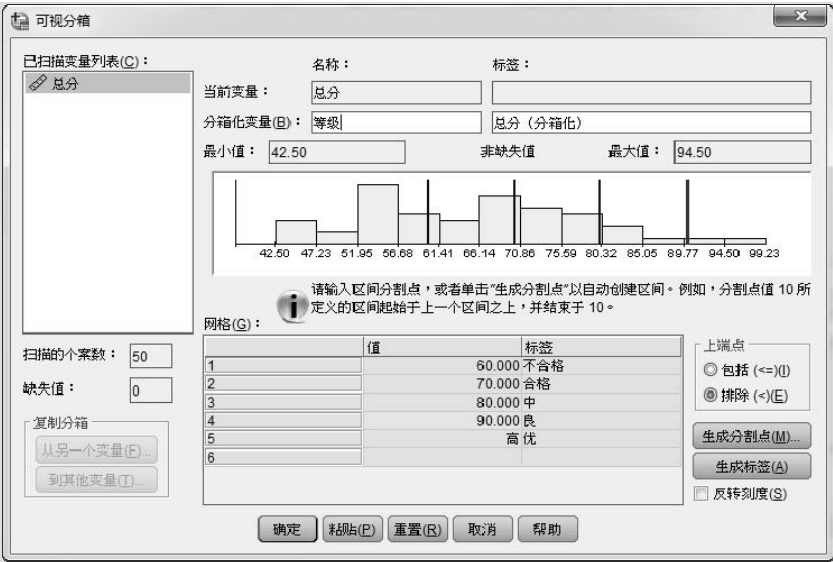 可视分箱
已扫描变量列表(C)：
总分
名称：
标签：
当前变量：
总分
分箱化变量(B)：
等级
总分（分箱化）
最小值：
42.50
非缺失值
最大值：
94.50
42.50 47.23 51.95 56.68 61.41 66.14 70.86 75.59 80.32 85.05 89.77 94.50 99.23
请输入区间分割点，或者单击“生成分割点”以自动创建区间。例如，分割点值 10 所
定义的区间起始于上一个区间之上，并结束于 10。
网格(G)：
值 标签
1 60.000 不合格
2 70.000 合格
3 80.000 中
4 90.000 良
5 高 优
6
扫描的个案数：
50
缺失值：
0
复制分箱
从另一个变量(F)...
到其他变量(T)...
上端点
包括 (<=)(I)
排除 (<)(E)
生成分割点(M)...
生成标签(A)
反转刻度(S)
确定 粘贴(P) 重置(R) 取消 帮助